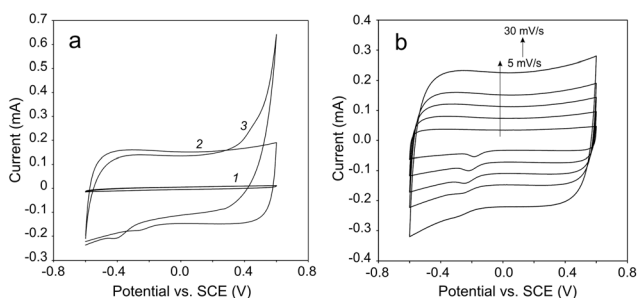 a
0.7
0.6
0.5
0.4
0.3
0.2
0.1
0
-0.1
-0.2
-0.3
Current (mA)
3
2
1
-0.8 -0.4 0.0 0.4 0.8
Potential vs. SCE (V)
b
30 mV/s
5 mV/s
0.4
0.3
0.2
0.1
0.0
-0.1
-0.2
-0.3
-0.4
Current (mA)
-0.8 -0.4 0.0 0.4 0.8
Potential vs. SCE (V)